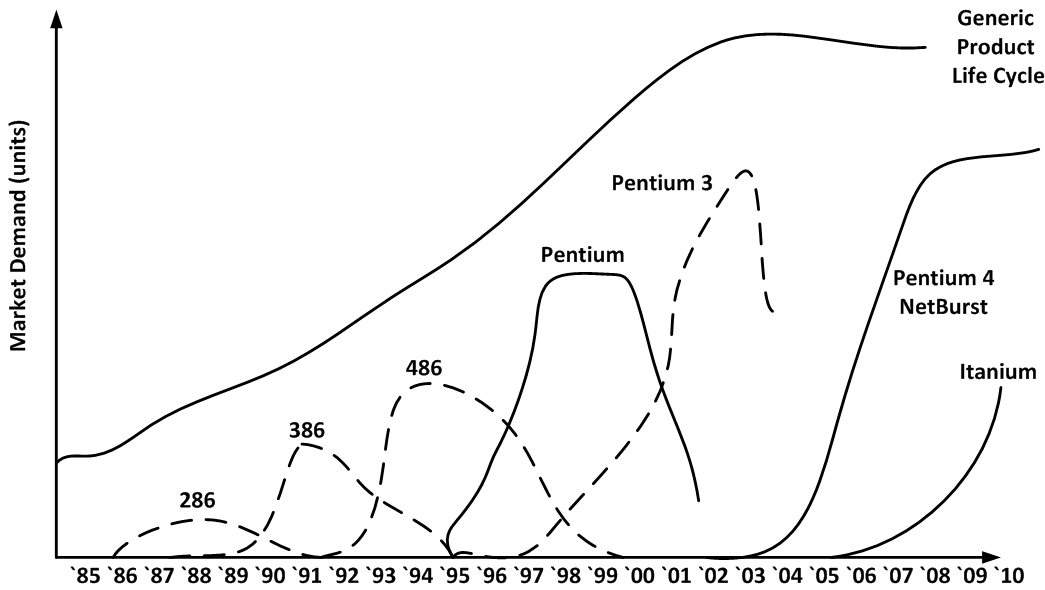 Generic
Product
Life Cycle
Market Demand (units)
Pentium 3
Pentium
Pentium 4
NetBurst
486
Itanium
386
286
`85 `86 `87 `88 `89 `90 `91 `92 `93 `94 `95 `96 `97 `98 `99 `00 `01 `02 `03 `04 `05 `06 `07 `08 `09 `10